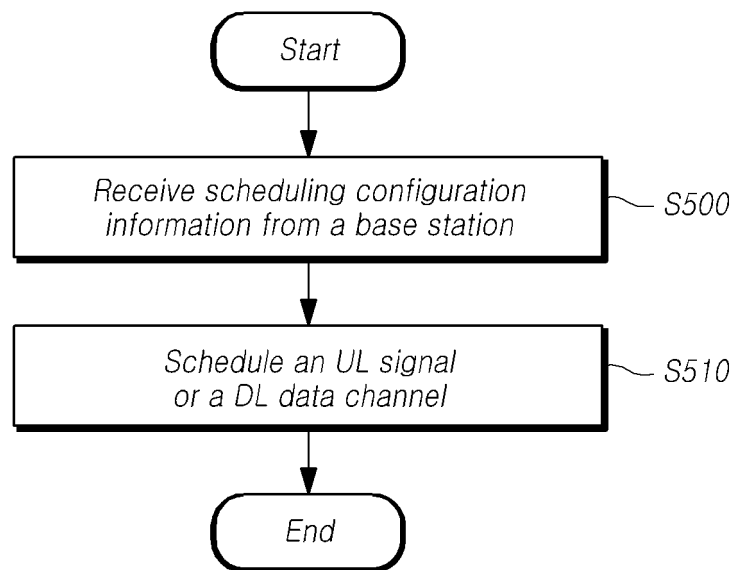 Start
Receive scheduling configuration
information from a base station
S500
Schedule an UL signal
or a DL data channel
S510
End